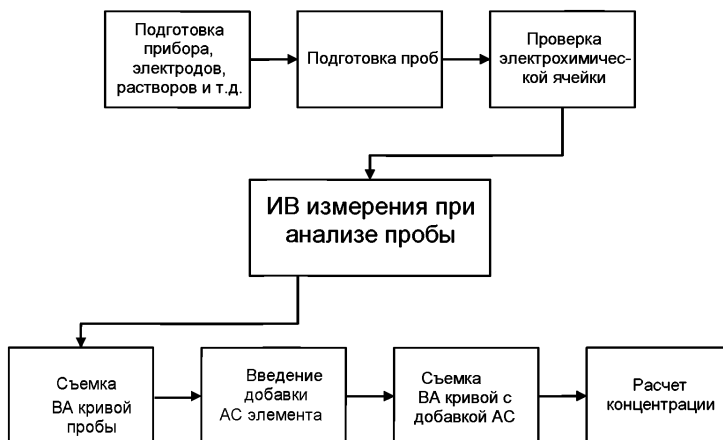 Подготовка
прибора,
электродов,
растворов и т.д.
Подготовка проб
Проверка
электрохимичес-
кой ячейки
ИВ измерения при
анализе пробы
Съемка
ВА кривой
пробы
Введение
добавки
АС элемента
Съемка
ВА кривой с
добавкой АС
Расчет
концентрации